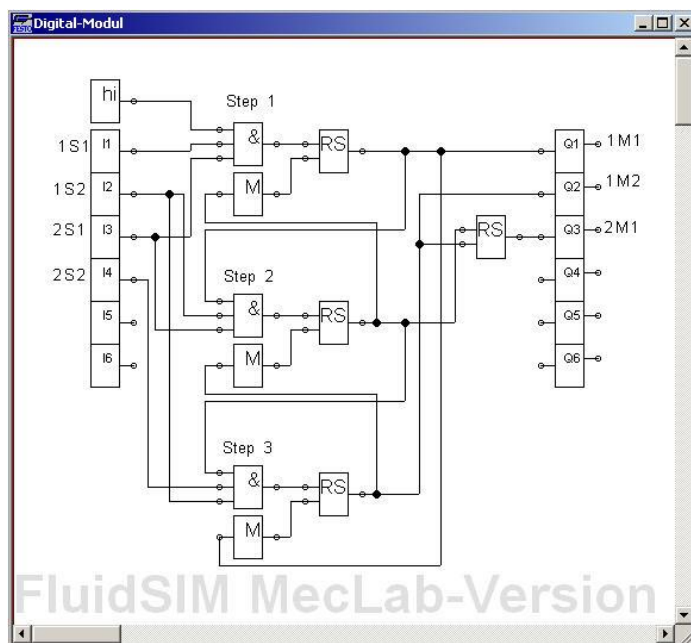 Digital-Modul
hi
Step 1
1S1 I1 & RS Q1 1M1
1S2 I2 M Q2 1M2
2S1 I3 RS Q3 2M1
2S2 I4 Step 2 Q4
I5 & RS Q5
I6 M Q6
Step 3
& RS
M
FluidSIM MecLab-Version